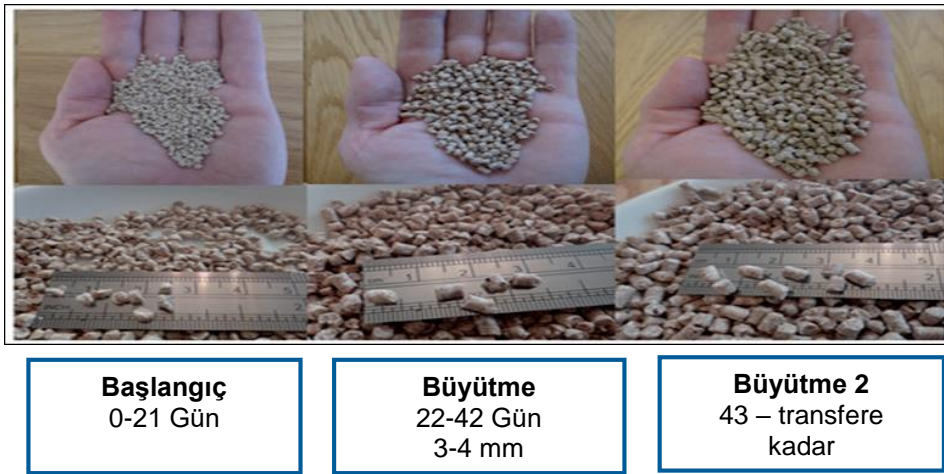 Başlangıç
0-21 Gün
Büyütme
22-42 Gün
3-4 mm
Büyütme 2
43 – transfere
kadar